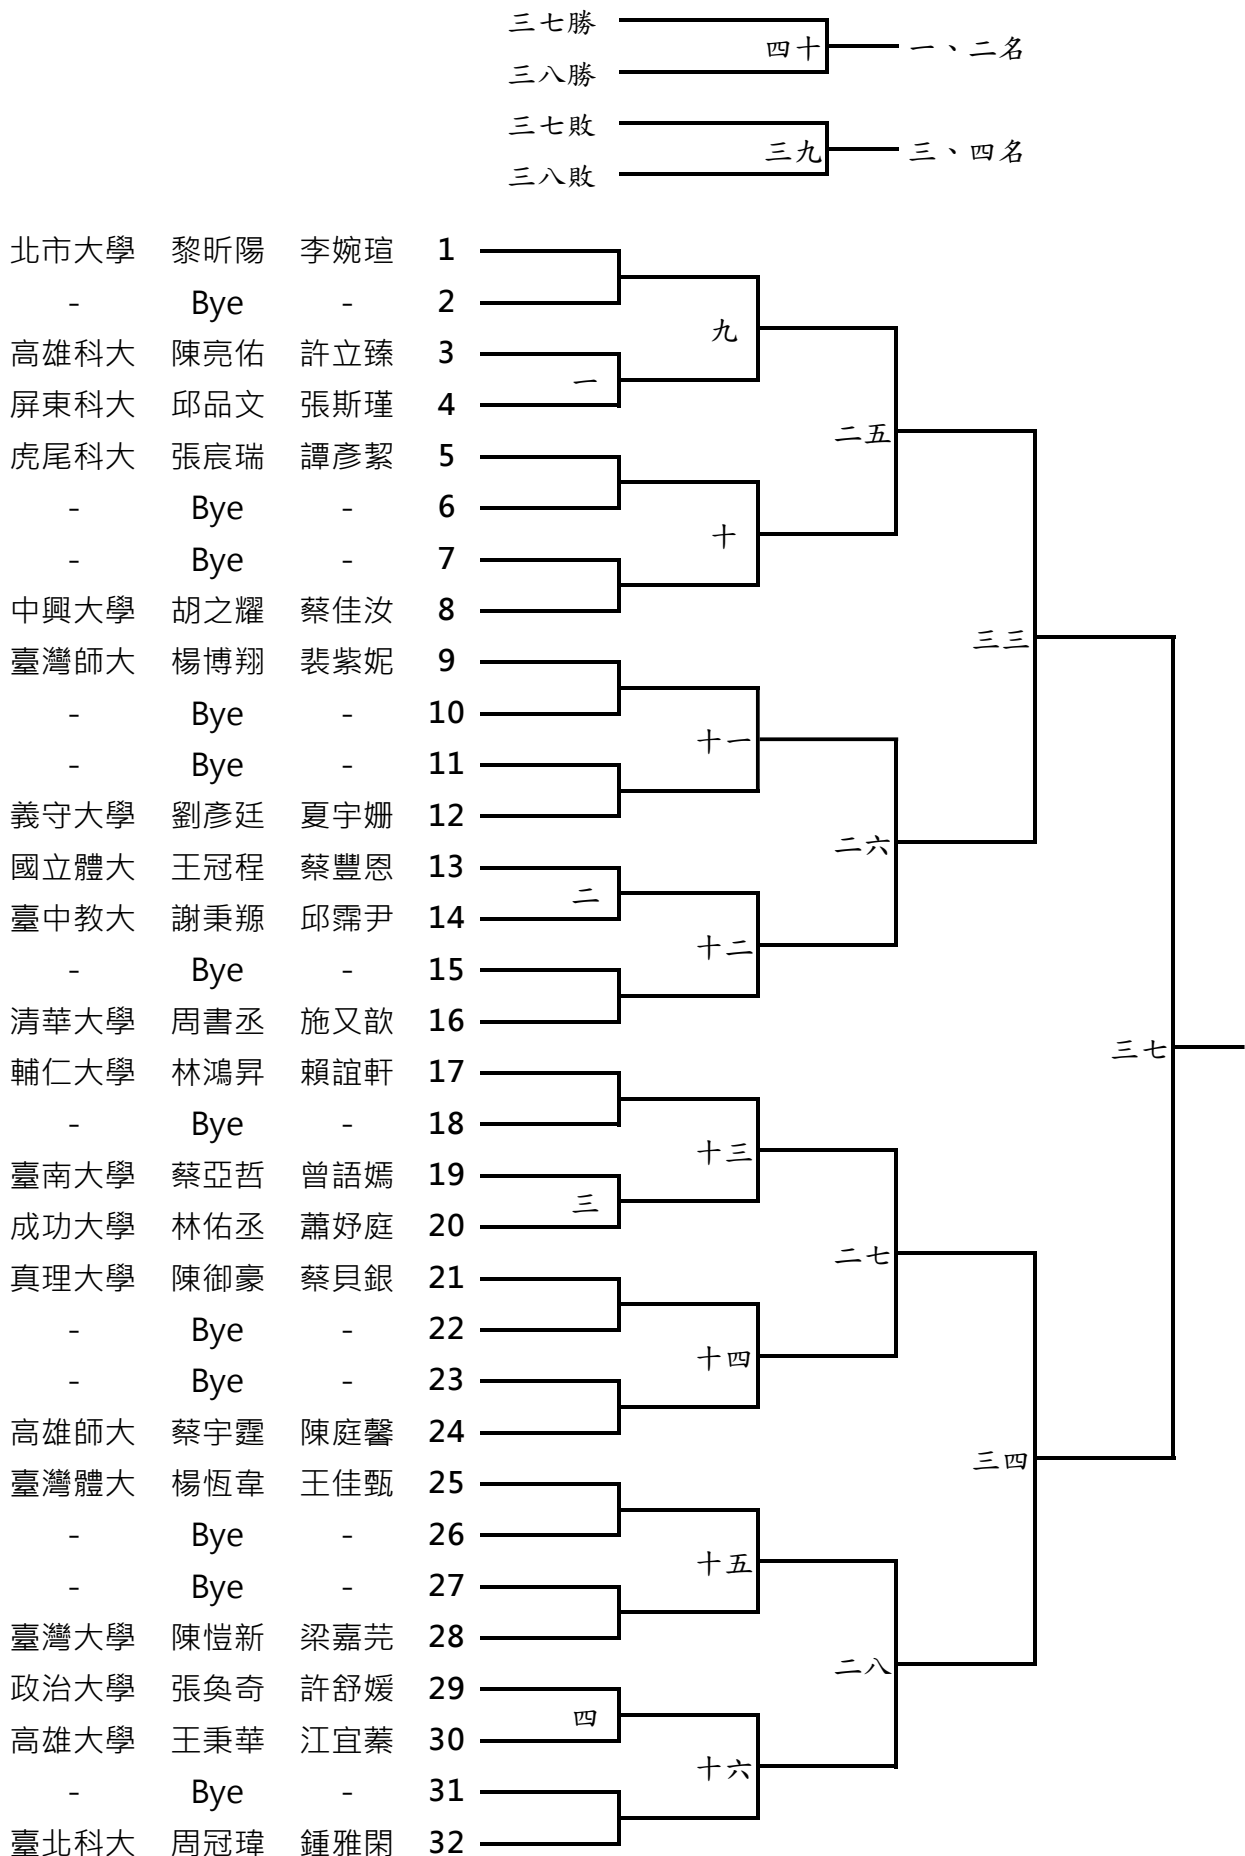 三七勝
四十 一、二名
三八勝
三七敗
三九 三、四名
三八敗
北市大學 黎昕陽 李婉瑄 1
- Bye - 2
九
高雄科大 陳亮佑 許立臻 3
一
屏東科大 邱品文 張斯瑾 4
二五
虎尾科大 張宸瑞 譚彥絜 5
- Bye - 6
十
- Bye - 7
中興大學 胡之耀 蔡佳汝 8
三三
臺灣師大 楊博翔 裴紫妮 9
- Bye - 10
十一
- Bye - 11
義守大學 劉彥廷 夏宇姍 12
二六
國立體大 王冠程 蔡豐恩 13
二
臺中教大 謝秉羱 邱霈尹 14
十二
- Bye - 15
清華大學 周書丞 施又歆 16
三七
輔仁大學 林鴻昇 賴誼軒 17
- Bye - 18
十三
臺南大學 蔡亞哲 曾語嫣 19
三
成功大學 林佑丞 蕭妤庭 20
二七
真理大學 陳御豪 蔡貝銀 21
- Bye - 22
十四
- Bye - 23
高雄師大 蔡宇霆 陳庭馨 24
三四
臺灣體大 楊恆韋 王佳甄 25
- Bye - 26
十五
- Bye - 27
臺灣大學 陳愷新 梁嘉芫 28
二八
政治大學 張奐奇 許舒媛 29
四
高雄大學 王秉華 江宜蓁 30
十六
- Bye - 31
臺北科大 周冠瑋 鍾雅閑 32